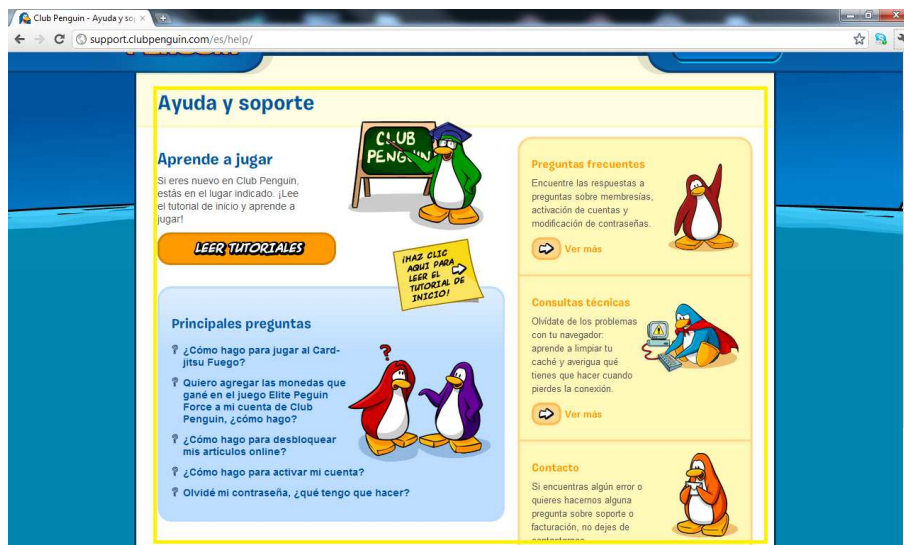 Club Penguin - Ayuda y so
support.clubpenguin.com/es/help/
Ayuda y soporte
Aprende a jugar
Si eres nuevo en Club Penguin,
estás en el lugar indicado. ¡Lee
el tutorial de inicio y aprende a
jugar!
LEER TUTORIALES
CLUB
PENGUIN
¡HAZ CLIC
AQUI PARA
LEER EL
TUTORIAL DE
INICIO!
Principales preguntas
¿Cómo hago para jugar al Card-
jitsu Fuego?
Quiero agregar las monedas que
gané en el juego Elite Peguin
Force a mi cuenta de Club
Penguin, ¿cómo hago?
¿Cómo hago para desbloquear
mis artículos online?
¿Cómo hago para activar mi cuenta?
Olvidé mi contraseña, ¿qué tengo que hacer?
?
Preguntas frecuentes
Encuentre las respuestas a
preguntas sobre membresías,
activación de cuentas y
modificación de contraseñas.
Ver más
Consultas técnicas
Olvídate de los problemas
con tu navegador:
aprende a limpiar tu
caché y averigua qué
tienes que hacer cuando
pierdes la conexión.
Ver más
Contacto
Si encuentras algún error o
quieres hacernos alguna
pregunta sobre soporte o
facturación, no dejes de